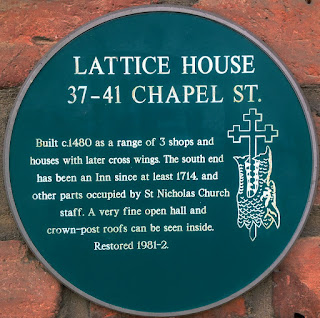 LATTICE HOUSE
37-41 CHAPEL ST.
Built c.1480 as a range of 3 shops and
houses with later cross wings. The south end
has been an Inn since at least 1714, and
other parts occupied by St Nicholas Church
staff. A very fine open hall and
crown-post roofs can be seen inside.
Restored 1981-2.